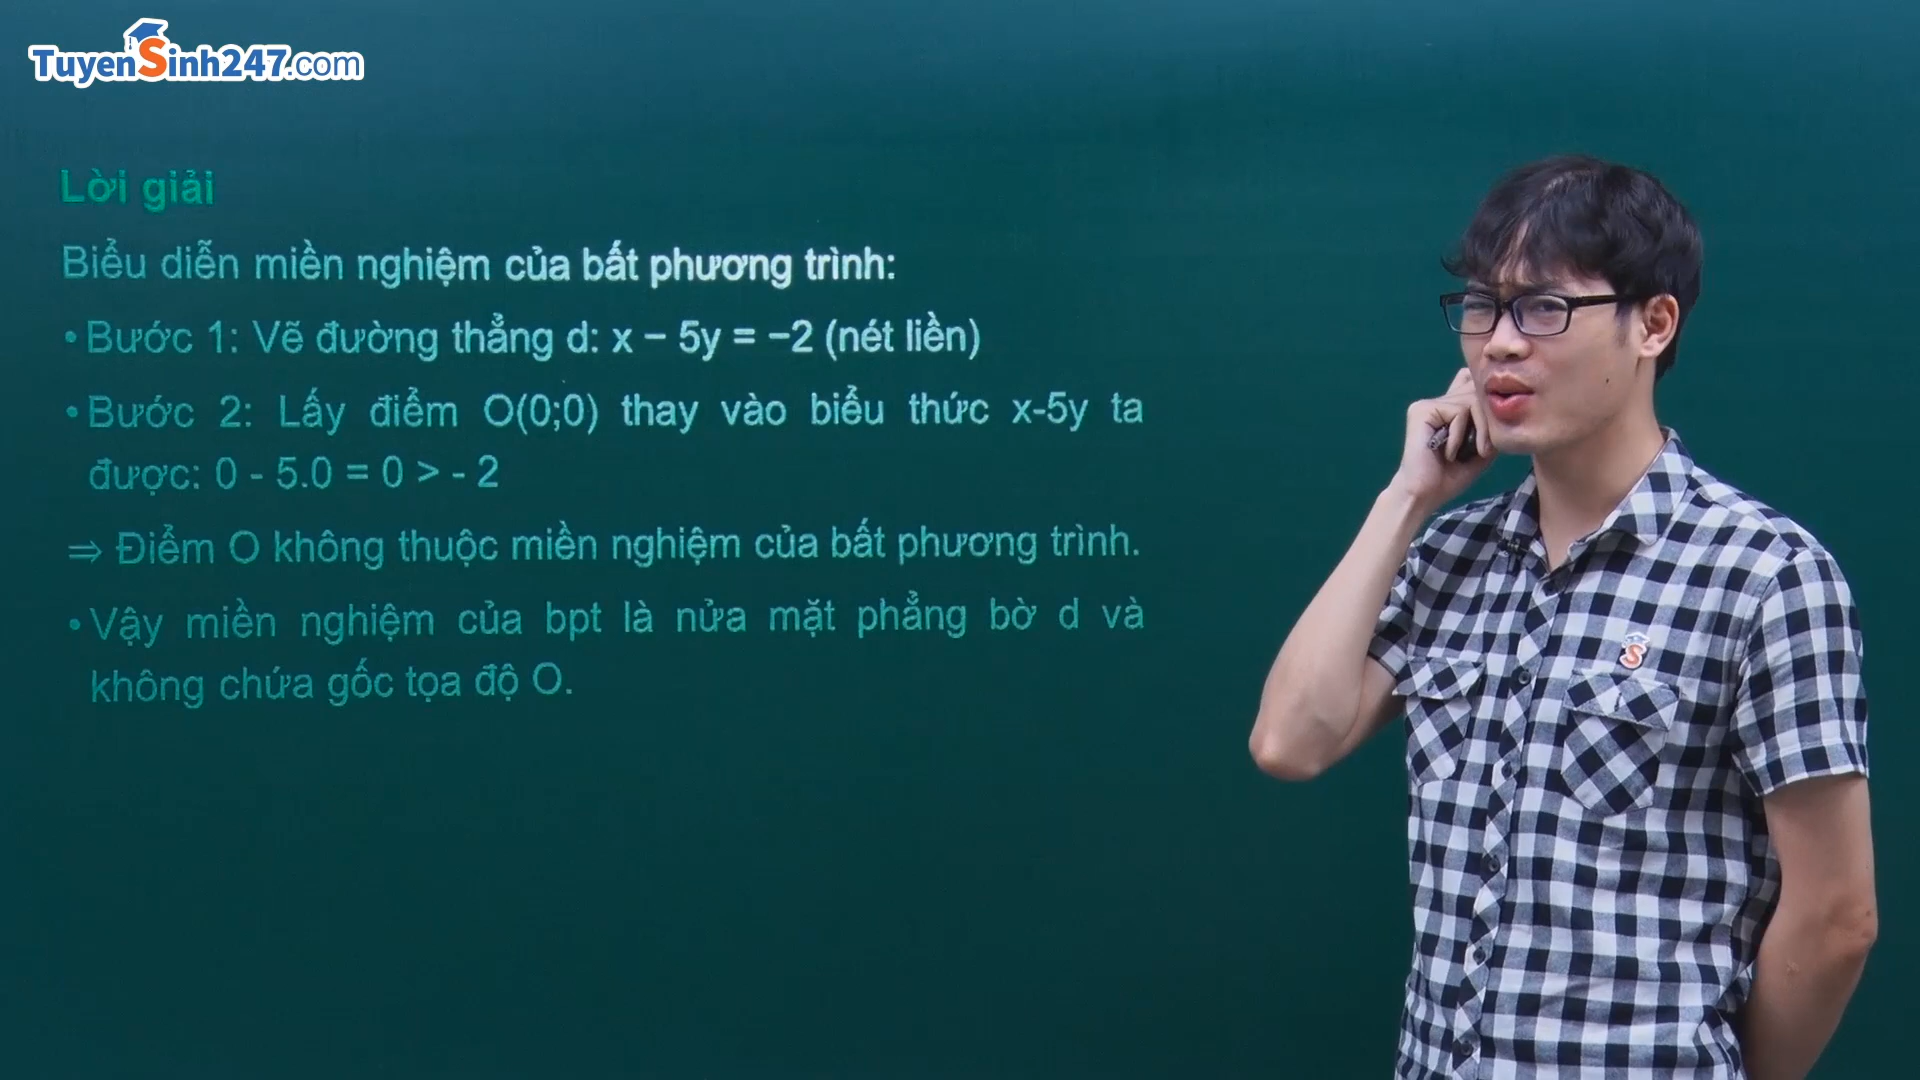 TuyenSinh247.com
Lời giải
Biểu diễn miền nghiệm của bất phương trình:
• Bước 1: Vẽ đường thẳng d: x – 5y = –2 (nét liền)
• Bước 2: Lấy điểm O(0;0) thay vào biểu thức x-5y ta
được: 0 - 5.0 = 0 > - 2
⇒ Điểm O không thuộc miền nghiệm của bất phương trình.
• Vậy miền nghiệm của bpt là nửa mặt phẳng bờ d và
không chứa gốc tọa độ O.
S